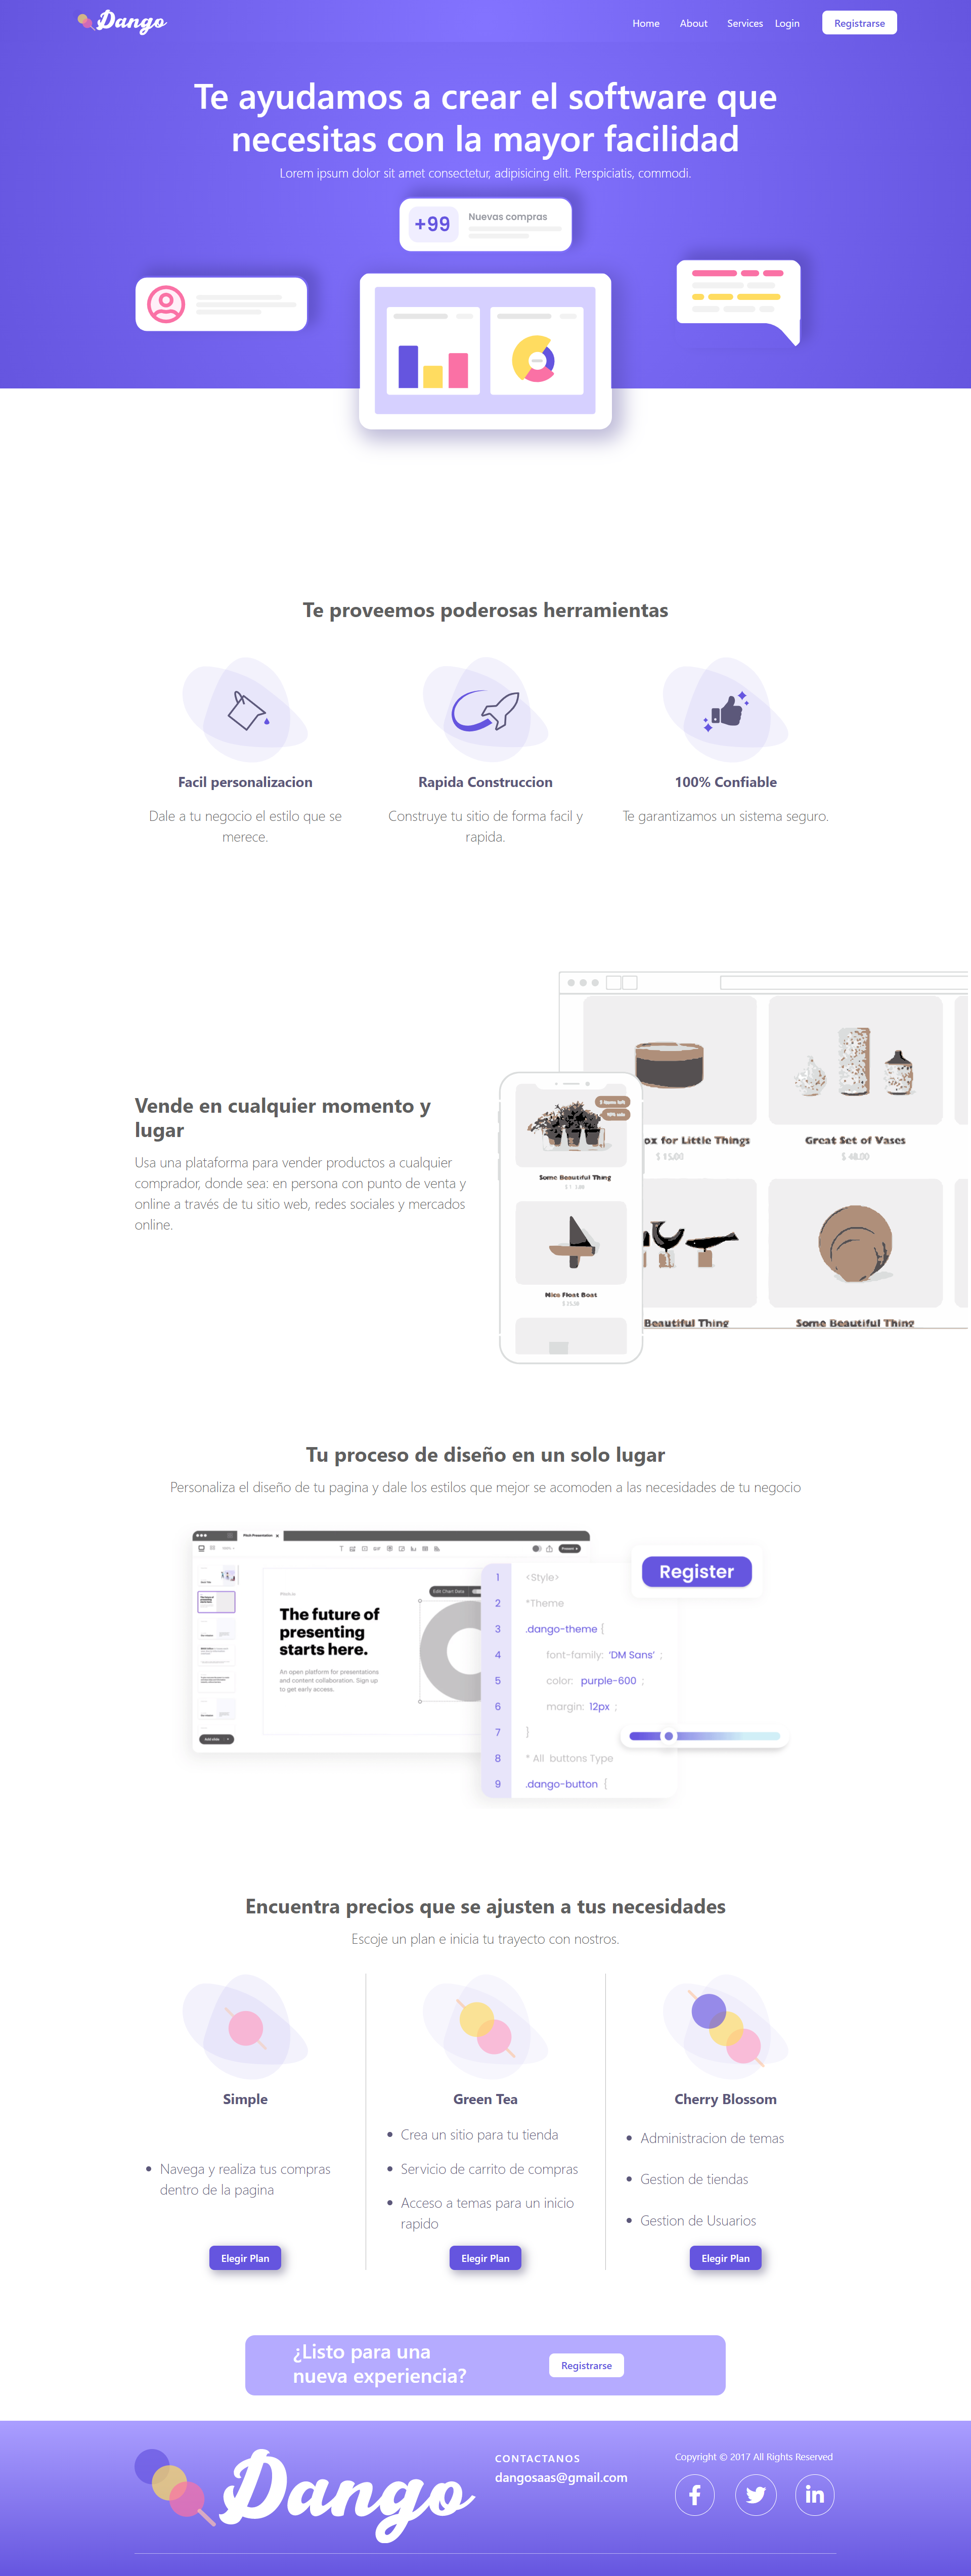 Dango
Home About Services Login Registrarse
Te ayudamos a crear el software que
necesitas con la mayor facilidad
Lorem ipsum dolor sit amet consectetur, adipisicing elit. Perspiciatis, commodi.
+99
Nuevas compras
Te proveemos poderosas herramientas
Facil personalizacion
Dale a tu negocio el estilo que se
merece.
Rapida Construccion
Construye tu sitio de forma facil y
rapida.
100% Confiable
Te garantizamos un sistema seguro.
Vende en cualquier momento y
lugar
Usa una plataforma para vender productos a cualquier
comprador, donde sea: en persona con punto de venta y
online a través de tu sitio web, redes sociales y mercados
online.
ox for Little Things
$ 15,00
Great Set of Vases
$ 48,00
Some Beautiful Thing
Nice Float Boat
$ 25,00
Beautiful Thing
Some Beautiful Thing
Tu proceso de diseño en un solo lugar
Personaliza el diseño de tu pagina y dale los estilos que mejor se acomoden a las necesidades de tu negocio
Pitch Presentation
Present
Edit Chart Data
The future of
presenting
starts here.
An open platform for presentations
and content collaboration. Sign up
to get early access.
Add slide
1 <Style>
2 *Theme
3 .dango-theme {
4 font-family: 'DM Sans' ;
5 color: purple-600 ;
6 margin: 12px ;
7 }
8 * All buttons Type
9 .dango-button {
Register
Encuentra precios que se ajusten a tus necesidades
Escoje un plan e inicia tu trayecto con nostros.
Simple
• Navega y realiza tus compras
dentro de la pagina
Elegir Plan
Green Tea
• Crea un sitio para tu tienda
• Servicio de carrito de compras
• Acceso a temas para un inicio
rapido
Elegir Plan
Cherry Blossom
• Administracion de temas
• Gestion de tiendas
• Gestion de Usuarios
Elegir Plan
¿Listo para una
nueva experiencia?
Registrarse
Dango
CONTACTANOS
dangosaas@gmail.com
Copyright © 2017 All Rights Reserved